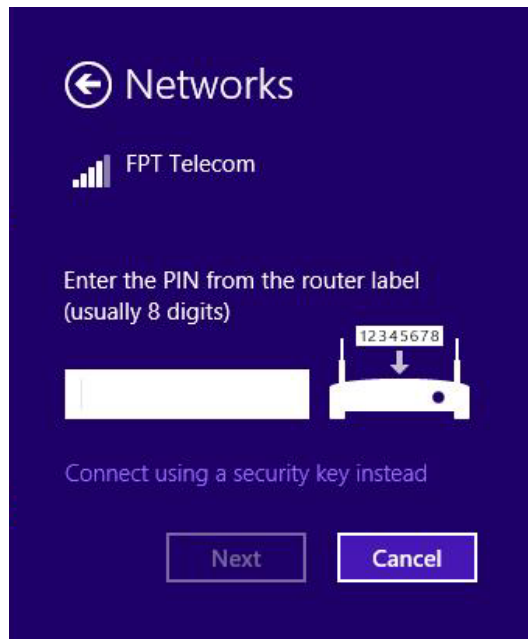 Networks
FPT Telecom
Enter the PIN from the router label
(usually 8 digits)
12345678
Connect using a security key instead
Next
Cancel